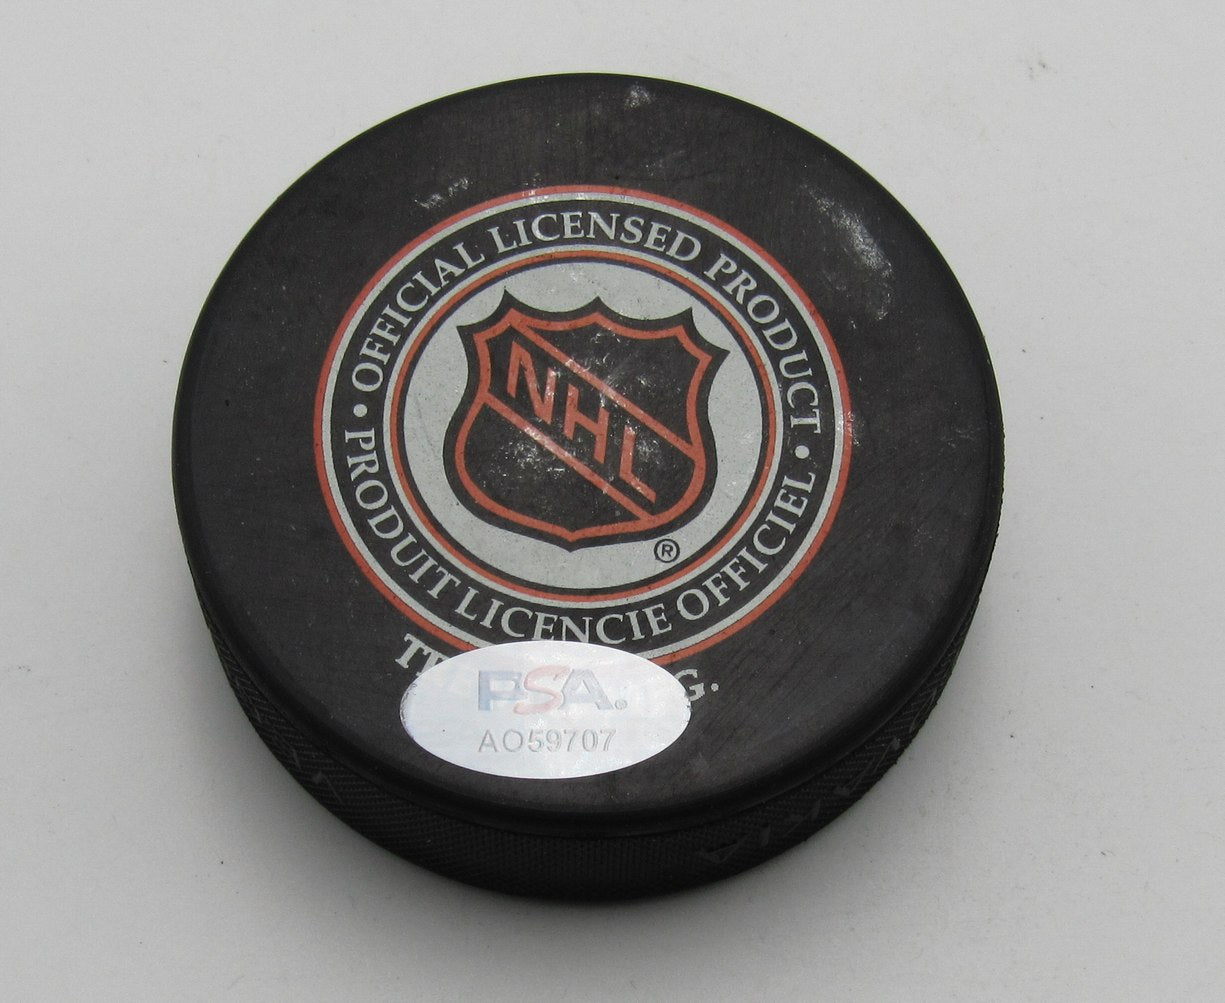 • OFFICIAL LICENSED PRODUCT •
NHL
®
PRODUIT LICENCIE OFFICIEL
PSA®
AO59707